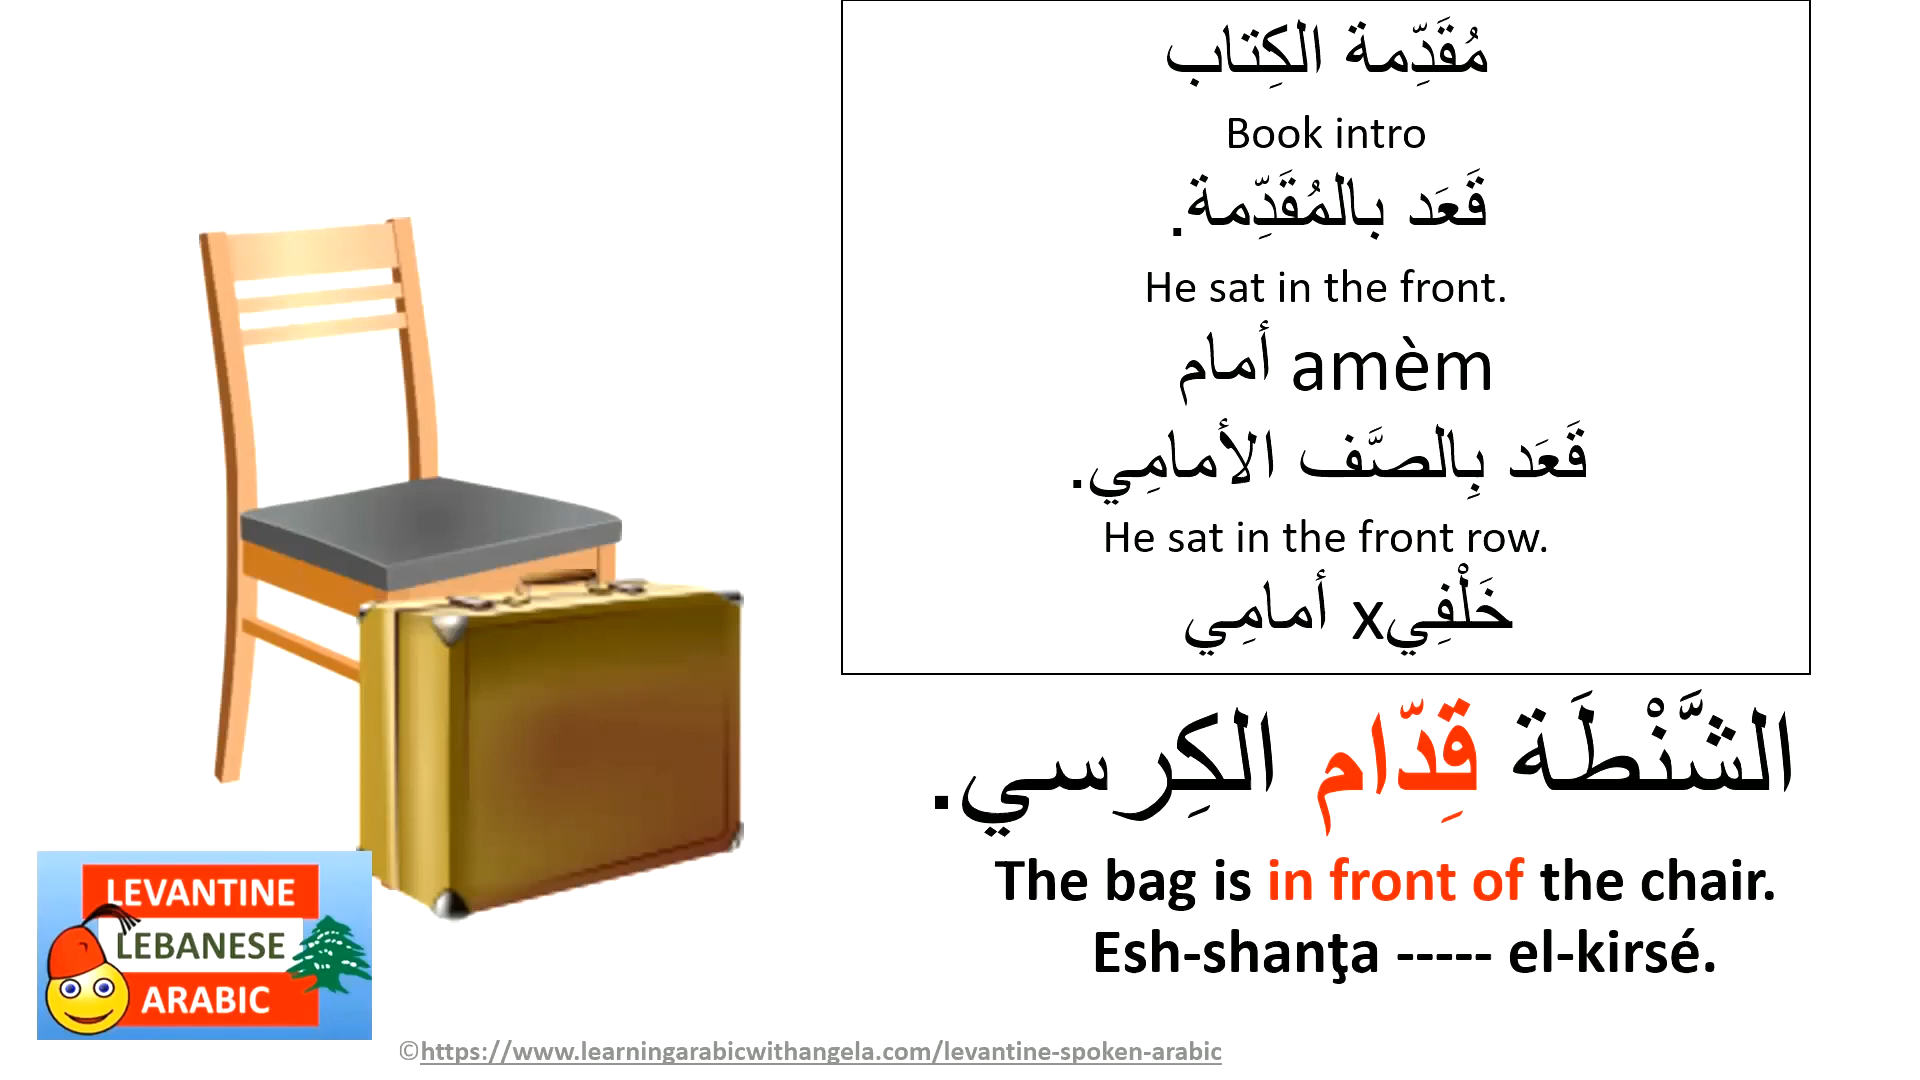 مُقَدِّمة الكِتاب
Book intro
قَعَد بالمُقَدِّمة.
He sat in the front.
amèm أمام
قَعَد بِالصَّف الأمامِي.
He sat in the front row.
خَلْفِيx أمامِي
الشَّنْطَة قِدّام الكِرسي.
The bag is in front of the chair.
Esh-shanţa ----- el-kirsé.
LEVANTINE
LEBANESE
ARABIC
©https://www.learningarabicwithangela.com/levantine-spoken-arabic